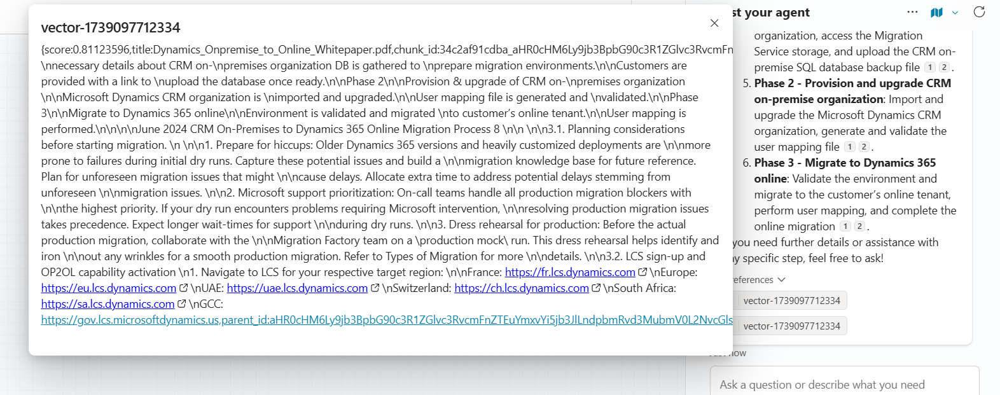 vector-1739097712334
{score:0.81123596,title:Dynamics_Onpremise_to_Online_Whitepaper.pdf,chunk_id:34c2af91cdba_aHR0cHM6Ly9jb3BpbG90c3R1ZGlvc3RvcmFn
\nnecessary details about CRM on-\npremises organization DB is gathered to \nprepare migration environments.\n\nCustomers are
provided with a link to \nupload the database once ready.\n\nPhase 2\n\nProvision & upgrade of CRM on-\npremises organization
\n\nMicrosoft Dynamics CRM organization is \nimported and upgraded.\n\nUser mapping file is generated and \nvalidated.\n\nPhase
3\n\nMigrate to Dynamics 365 online\n\nEnvironment is validated and migrated \nto customer’s online tenant.\n\nUser mapping is
performed.\n\n\n\nJune 2024 CRM On-Premises to Dynamics 365 Online Migration Process 8 \n\n \n\n3.1. Planning considerations
before starting migration. \n \n\n1. Prepare for hiccups: Older Dynamics 365 versions and heavily customized deployments are \n\nmore
prone to failures during initial dry runs. Capture these potential issues and build a \n\nmigration knowledge base for future reference.
Plan for unforeseen migration issues that might \n\ncause delays. Allocate extra time to address potential delays stemming from
unforeseen \n\nmigration issues. \n\n2. Microsoft support prioritization: On-call teams handle all production migration blockers with
\n\nthe highest priority. If your dry run encounters problems requiring Microsoft intervention, \n\nresolving production migration issues
takes precedence. Expect longer wait-times for support \n\nduring dry runs. \n\n3. Dress rehearsal for production: Before the actual
production migration, collaborate with the \n\nMigration Factory team on a \production mock\ run. This dress rehearsal helps identify and
iron \n\nout any wrinkles for a smooth production migration. Refer to Types of Migration for more \n\ndetails. \n\n3.2. LCS sign-up and
OP2OL capability activation \n1. Navigate to LCS for your respective target region: \n\nFrance: https://fr.lcs.dynamics.com \nEurope:
https://eu.lcs.dynamics.com \nUAE: https://uae.lcs.dynamics.com \nSwitzerland: https://ch.lcs.dynamics.com \nSouth Africa:
https://sa.lcs.dynamics.com \nGCC:
https://gov.lcs.microsoftdynamics.us,parent_id:aHR0cHM6Ly9jb3BpbG90c3R1ZGlvc3RvcmFnZTEuYmxvYi5jb3JlLndpbmRvd3MubmV0L2NvcGls
st your agent
organization, access the Migration
Service storage, and upload the CRM on-
premise SQL database backup file 1 2 .
5. Phase 2 - Provision and upgrade CRM
on-premise organization: Import and
upgrade the Microsoft Dynamics CRM
organization, generate and validate the
user mapping file 1 2 .
6. Phase 3 - Migrate to Dynamics 365
online: Validate the environment and
migrate to the customer’s online tenant,
perform user mapping, and complete the
online migration 1 2 .
you need further details or assistance with
y specific step, feel free to ask!
references
vector-1739097712334
vector-1739097712334
now
Ask a question or describe what you need